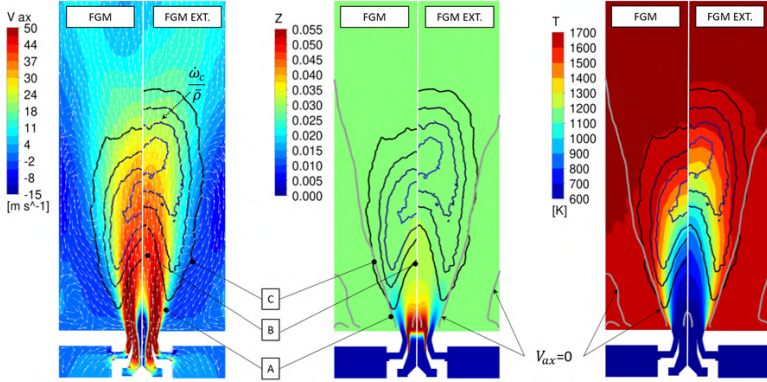 V ax
50
44
37
30
24
18
11
4
-2
-8
-15
[m s^-1]
FGM
FGM EXT.
ω̇c
ρ̄
Z
0.055
0.050
0.045
0.040
0.035
0.030
0.025
0.020
0.015
0.010
0.005
0.000
FGM
FGM EXT.
T
1700
1600
1500
1400
1300
1200
1100
1000
900
800
700
600
[K]
FGM
FGM EXT.
C
B
A
Vax=0